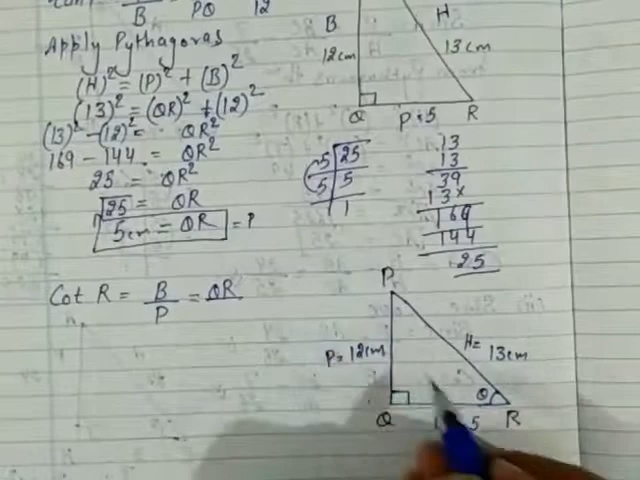 B PQ 12
Apply Pythagoras
(H)² = (P)² + (B)²
(13)² = (QR)² + (12)²
(13)² - (12)² = QR²
169 - 144 = QR²
25 = QR²
√25 = QR
5cm = QR = P
5 25
5 5
1
B
12cm
H
13cm
Q
P = 5
R
13
13
39
13x
169
144
25
Cot R = B/P = QR
P
P = 12cm
H = 13cm
θ
Q
5
R